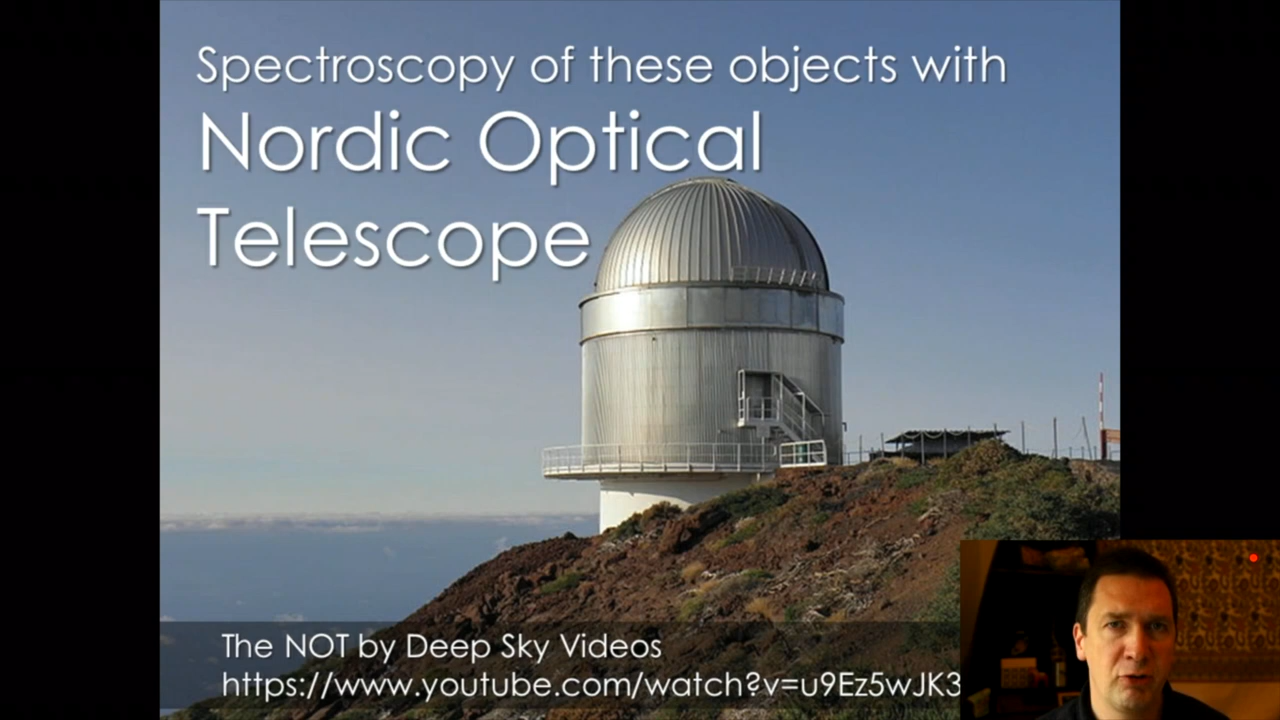 Spectroscopy of these objects with
Nordic Optical
Telescope
The NOT by Deep Sky Videos
https://www.youtube.com/watch?v=u9Ez5wJK3